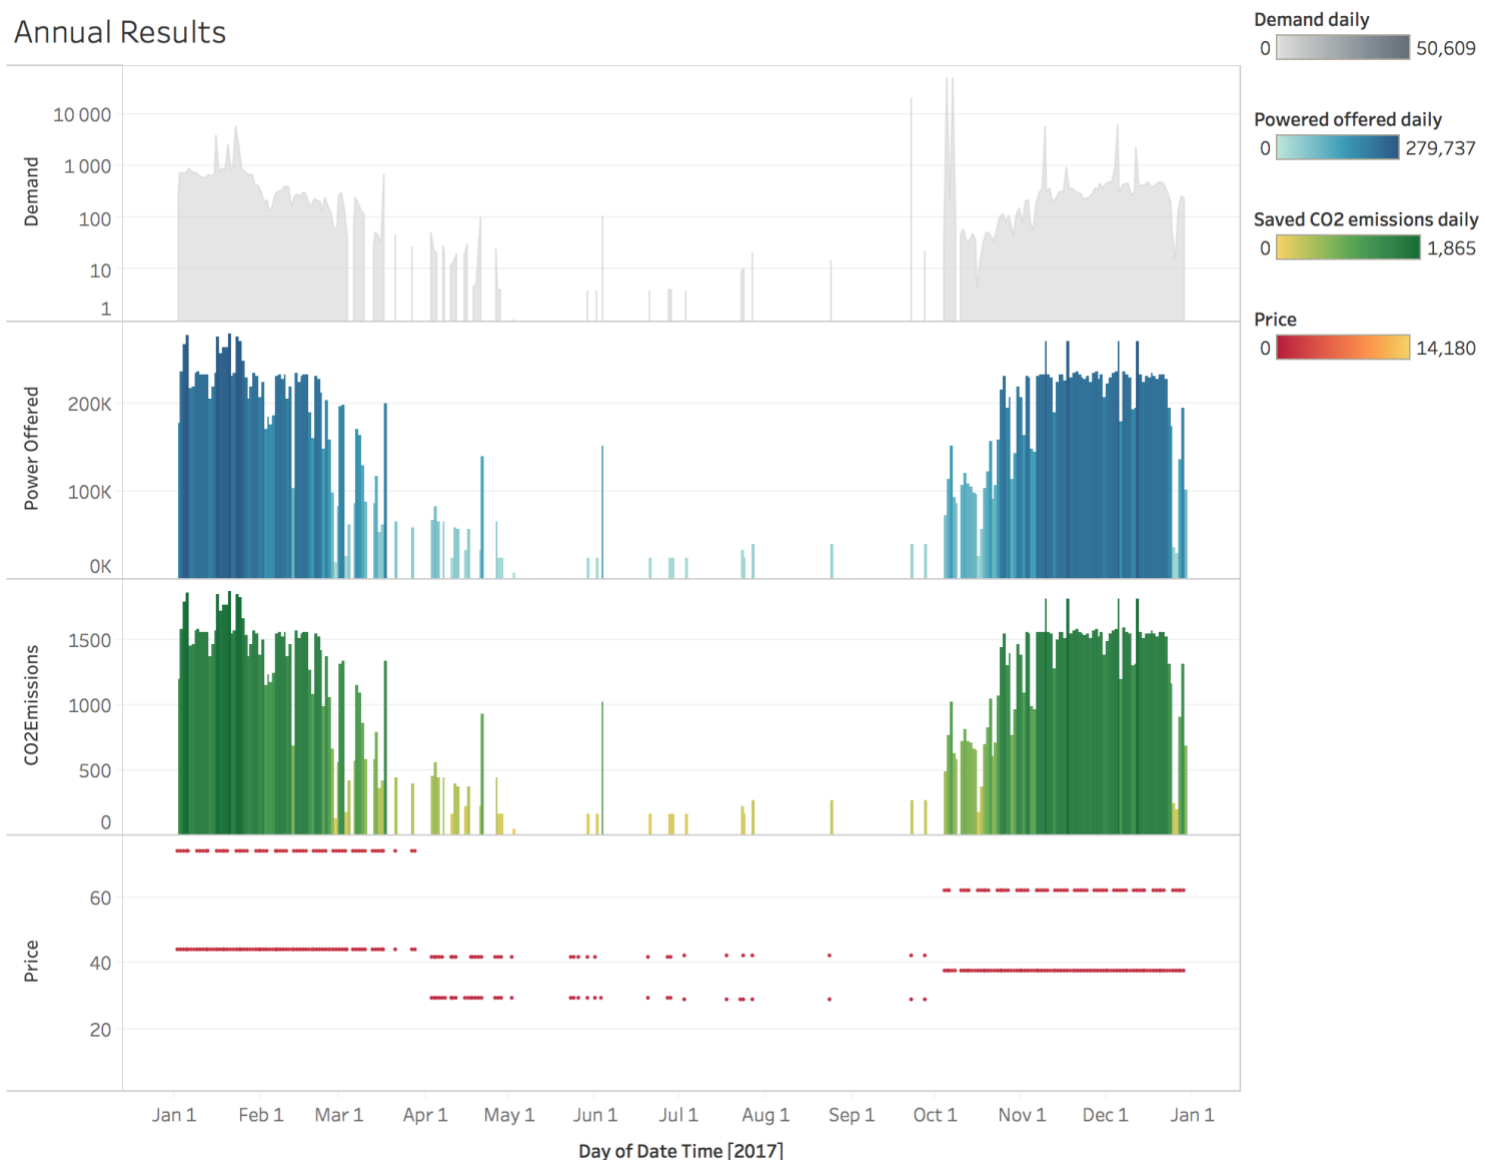 Annual Results
Demand
10 000
1 000
100
10
1
Power Offered
200K
100K
0K
CO2Emissions
1500
1000
500
0
Price
60
40
20
Jan 1 Feb 1 Mar 1 Apr 1 May 1 Jun 1 Jul 1 Aug 1 Sep 1 Oct 1 Nov 1 Dec 1 Jan 1
Day of Date Time [2017]
Demand daily
0 50,609
Powered offered daily
0 279,737
Saved CO2 emissions daily
0 1,865
Price
0 14,180